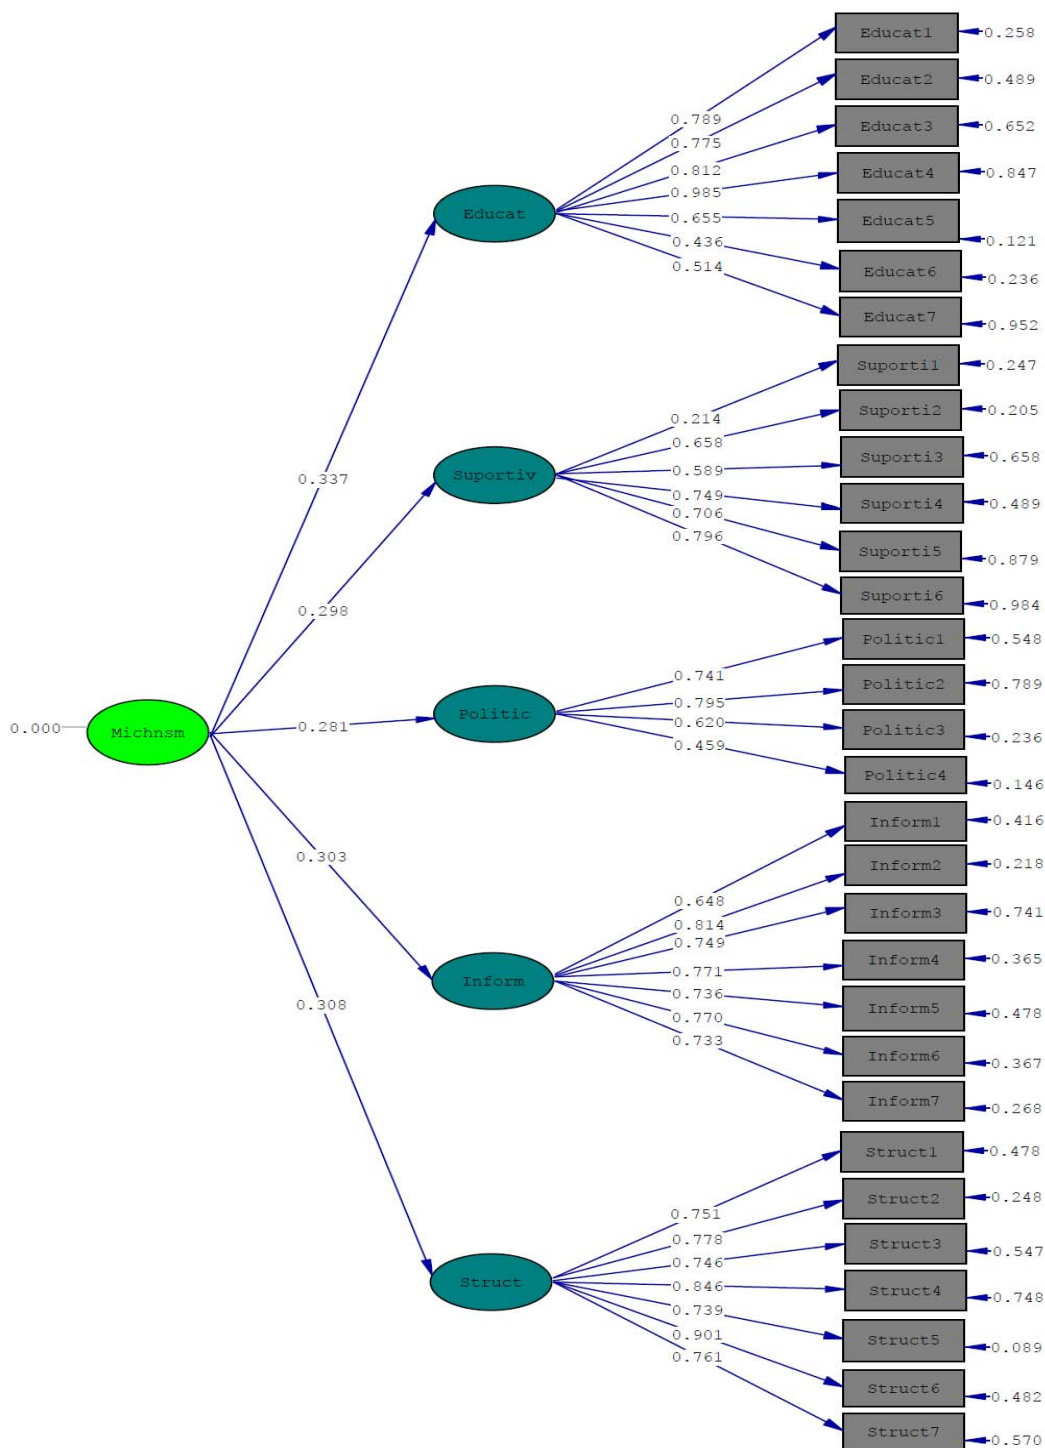 Educat1 0.258
Educat2 0.489
0.789
Educat3 0.652
0.775
0.812
Educat4 0.847
0.985
Educat
0.655
Educat5
0.121
0.436
0.514
Educat6 0.236
Educat7 0.952
Suporti1 0.247
Suporti2 0.205
0.214
0.658
Suporti3 0.658
0.589
Suportiv
0.337
0.749
Suporti4 0.489
0.706
0.796
Suporti5 0.879
Suporti6 0.984
0.298
Politic1 0.548
0.741
Politic2 0.789
0.795
Politic
0.620
Politic3 0.236
0.459
0.000 Michnsm 0.281
Politic4 0.146
Inform1 0.416
0.303
Inform2 0.218
0.648
Inform3 0.741
0.814
0.749
Inform4 0.365
0.771
Inform
0.736
0.308
Inform5 0.478
0.770
0.733
Inform6 0.367
Inform7 0.268
Struct1 0.478
Struct2 0.248
0.751
0.778
Struct3 0.547
0.746
Struct
0.846
Struct4 0.748
0.739
0.901
Struct5 0.089
0.761
Struct6 0.482
Struct7 0.570